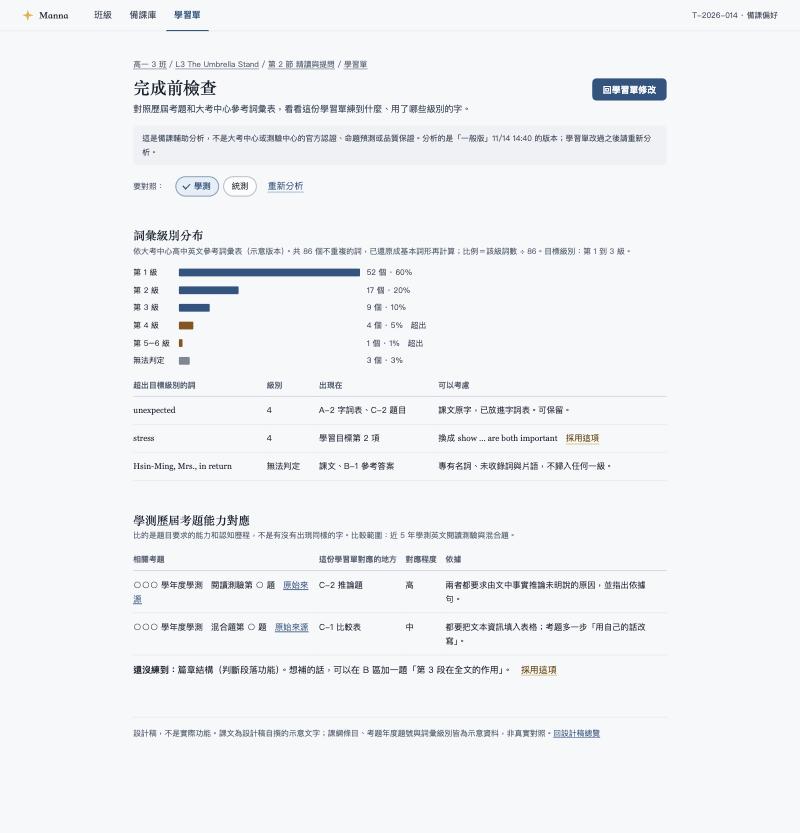 Manna 班級 備課庫 學習單 T-2026-014・備課偏好
高一 3 班 / L3 The Umbrella Stand / 第 2 節 精讀與提問 / 學習單
完成前檢查
回學習單修改
對照歷屆考題和大考中心參考詞彙表，看看這份學習單練到什麼、用了哪些級別的字。
這是備課輔助分析，不是大考中心或測驗中心的官方認證、命題預測或品質保證。分析的是「一般版」11/14 14:40 的版本；學習單改過之後請重新分
析。
要對照： ✓ 學測 統測 重新分析
詞彙級別分布
依大考中心高中英文參考詞彙表（示意版本）。共 86 個不重複的詞，已還原成基本詞形再計算；比例＝該級詞數 ÷ 86。目標級別：第 1 到 3 級。
第 1 級 52 個・60%
第 2 級 17 個・20%
第 3 級 9 個・10%
第 4 級 4 個・5% 超出
第 5–6 級 1 個・1% 超出
無法判定 3 個・3%
超出目標級別的詞 級別 出現在 可以考慮
unexpected 4 A-2 字詞表、C-2 題目 課文原字，已放進字詞表。可保留。
stress 4 學習目標第 2 項 換成 show ... are both important 採用這項
Hsin-Ming, Mrs., in return 無法判定 課文、B-1 參考答案 專有名詞、未收錄詞與片語，不歸入任何一級。
學測歷屆考題能力對應
比的是題目要求的能力和認知歷程，不是有沒有出現同樣的字。比較範圍：近 5 年學測英文閱讀測驗與混合題。
相關考題 這份學習單對應的地方 對應程度 依據
○○○ 學年度學測 閱讀測驗第 ○ 題 原始來
源
C-2 推論題 高 兩者都要求由文中事實推論未明說的原因，並指出依據
句。
○○○ 學年度學測 混合題第 ○ 題 原始來源 C-1 比較表 中 都要把文本資訊填入表格；考題多一步「用自己的話改
寫」。
還沒練到：篇章結構（判斷段落功能）。想補的話，可以在 B 區加一題「第 3 段在全文的作用」。 採用這項
設計稿，不是實際功能。課文為設計稿自撰的示意文字；課綱條目、考題年度題號與詞彙級別皆為示意資料，非真實對照。回設計稿總覽